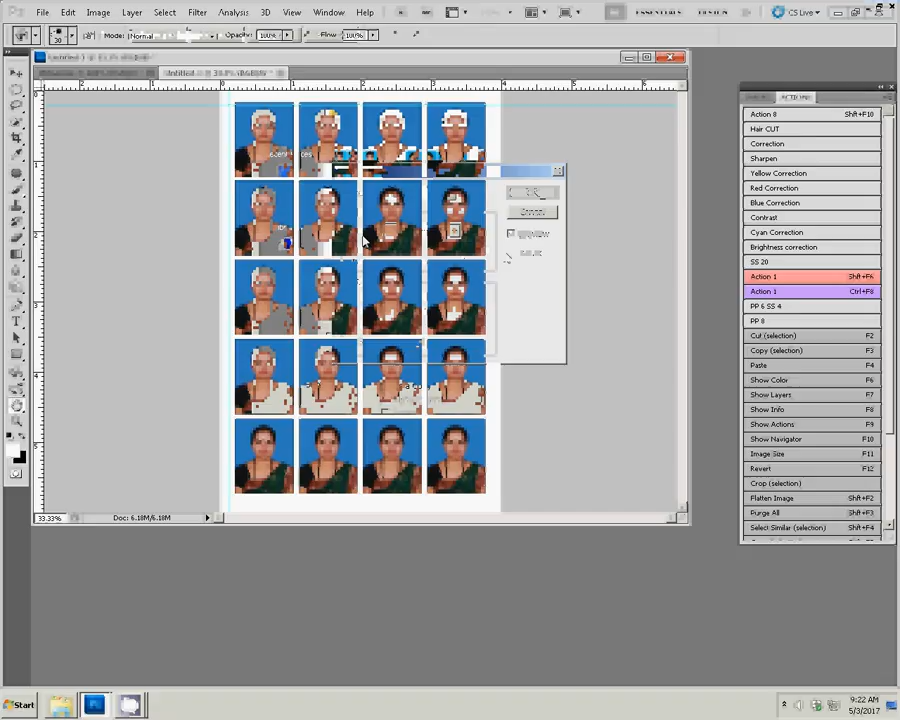 File Edit Image Layer Select Filter Analysis 3D View Window Help
CS Live
Mode: Normal Opacity: 100% Flow: 100%
Action 8 Shft+F10
Hair CUT
Correction
Sharpen
Yellow Correction
Red Correction
Blue Correction
Contrast
Cyan Correction
Brightness correction
SS 20
Action 1 Shft+F6
Action 1 Ctrl+F8
PP 6 SS 4
PP 8
Cut (selection) F2
Copy (selection) F3
Paste F4
Show Color F6
Show Layers F7
Show Info F8
Show Actions F9
Show Navigator F10
Image Size F11
Revert F12
Crop (selection)
Flatten Image Shft+F2
Purge All Shft+F3
Select Similar (selection) Shft+F4
33.33% Doc: 6.18M/6.18M
Start
9:22 AM
5/3/2017